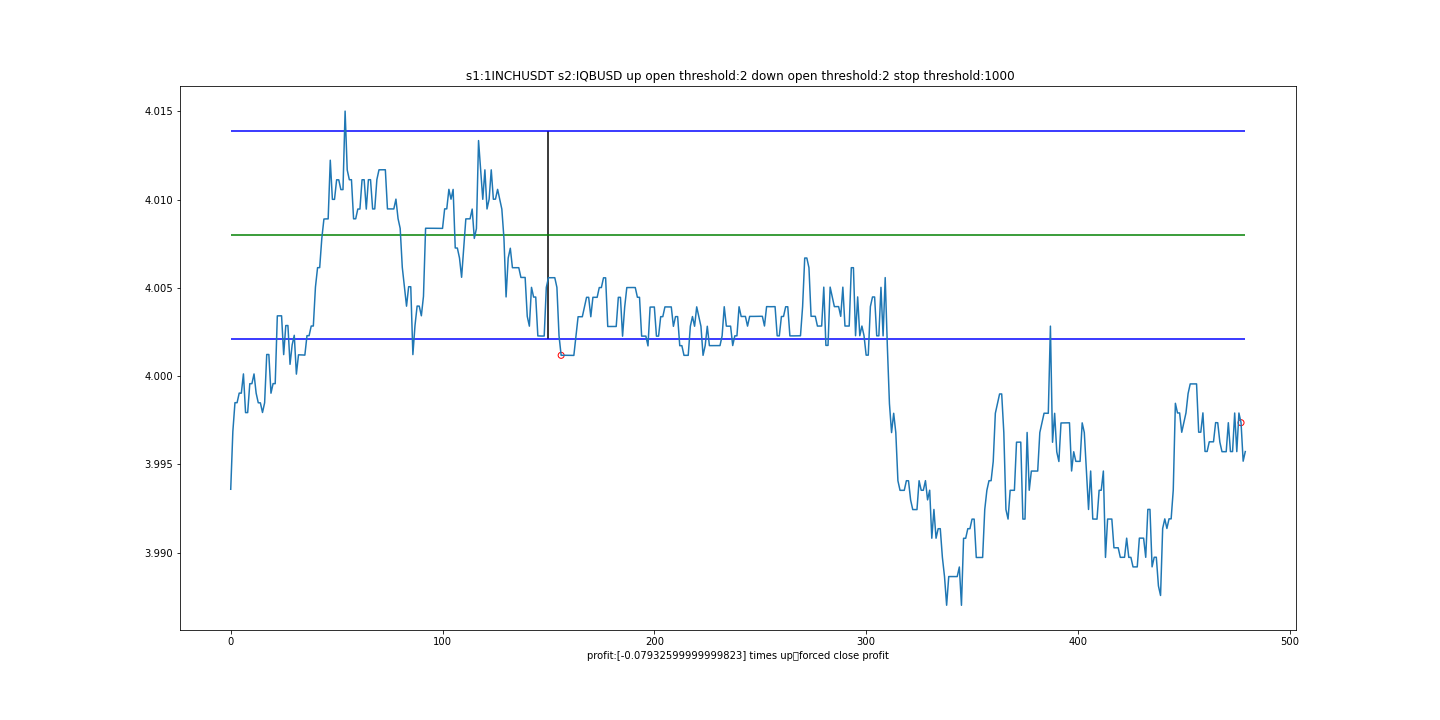 s1:1INCHUSDT s2:IQBUSD up open threshold:2 down open threshold:2 stop threshold:1000
4.015
4.010
4.005
4.000
3.995
3.990
0 100 200 300 400 500
profit:[-0.07932599999999823] times up▯forced close profit